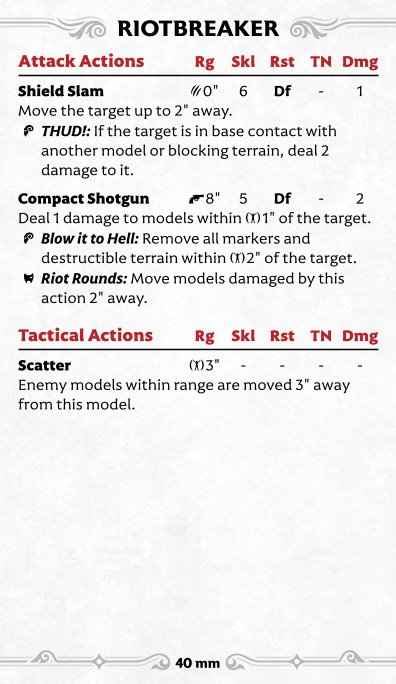 RIOTBREAKER
Attack Actions Rg Skl Rst TN Dmg
Shield Slam 0" 6 Df - 1
Move the target up to 2" away.
THUD!: If the target is in base contact with
another model or blocking terrain, deal 2
damage to it.
Compact Shotgun 8" 5 Df - 2
Deal 1 damage to models within 1" of the target.
Blow it to Hell: Remove all markers and
destructible terrain within 2" of the target.
Riot Rounds: Move models damaged by this
action 2" away.
Tactical Actions Rg Skl Rst TN Dmg
Scatter 3" - - - -
Enemy models within range are moved 3" away
from this model.
40 mm